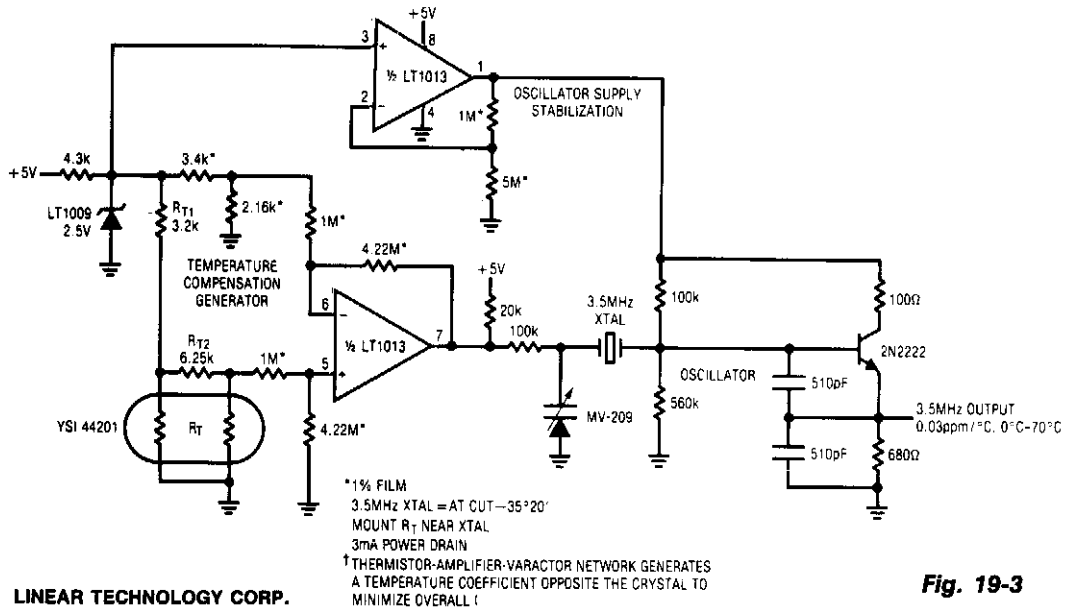 +5V
3
8
½ LT1013
1
2
4
OSCILLATOR SUPPLY
STABILIZATION
1M*
5M*
4.3k
+5V
3.4k*
LT1009
2.5V
RT1
3.2k
2.16k*
1M*
4.22M*
TEMPERATURE
COMPENSATION
GENERATOR
+5V
20k
6
½ LT1013
7
5
100k
3.5MHz
XTAL
100k
100Ω
2N2222
RT2
6.25k
1M*
OSCILLATOR
510pF
MV-209
560k
3.5MHz OUTPUT
0.03ppm/°C, 0°C-70°C
YSI 44201
RT
4.22M*
510pF
680Ω
*1% FILM
3.5MHz XTAL = AT CUT-35°20'
MOUNT RT NEAR XTAL
3mA POWER DRAIN
†THERMISTOR-AMPLIFIER-VARACTOR NETWORK GENERATES
A TEMPERATURE COEFFICIENT OPPOSITE THE CRYSTAL TO
MINIMIZE OVERALL
LINEAR TECHNOLOGY CORP.
Fig. 19-3